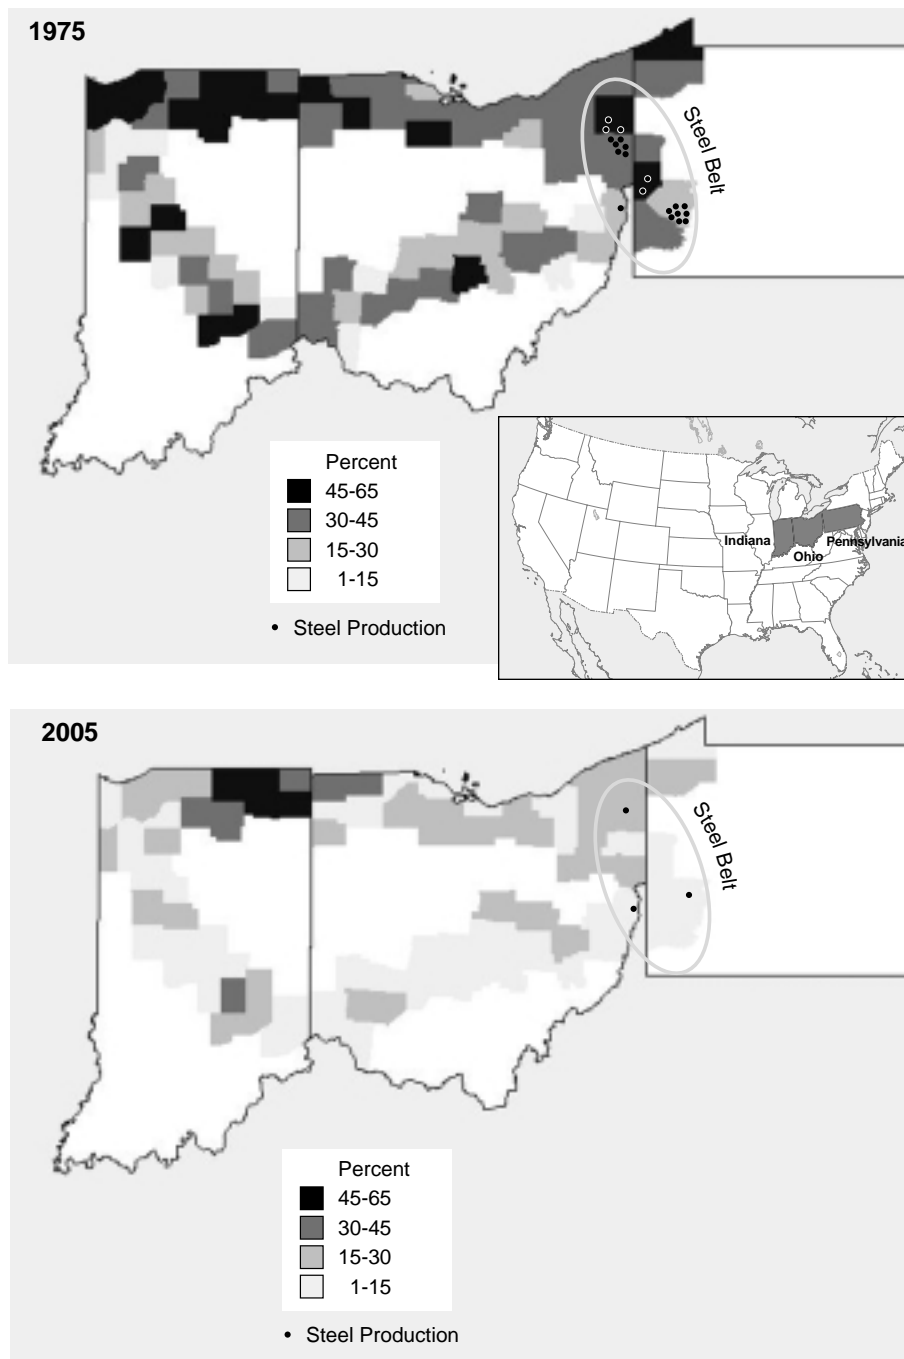 1975
Steel Belt
Percent
45-65
30-45
15-30
1-15
• Steel Production
Indiana
Ohio
Pennsylvania
2005
Steel Belt
Percent
45-65
30-45
15-30
1-15
• Steel Production